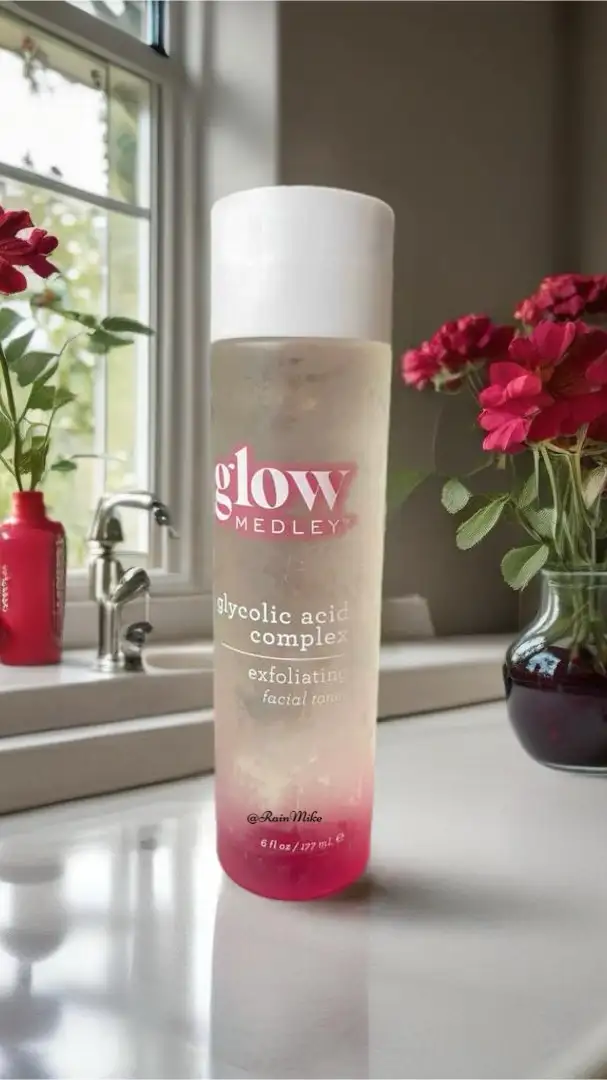 glow
MEDLEY
glycolic acid
complex
exfoliating
facial
@RainMike
6 fl oz / 177 mL ℮